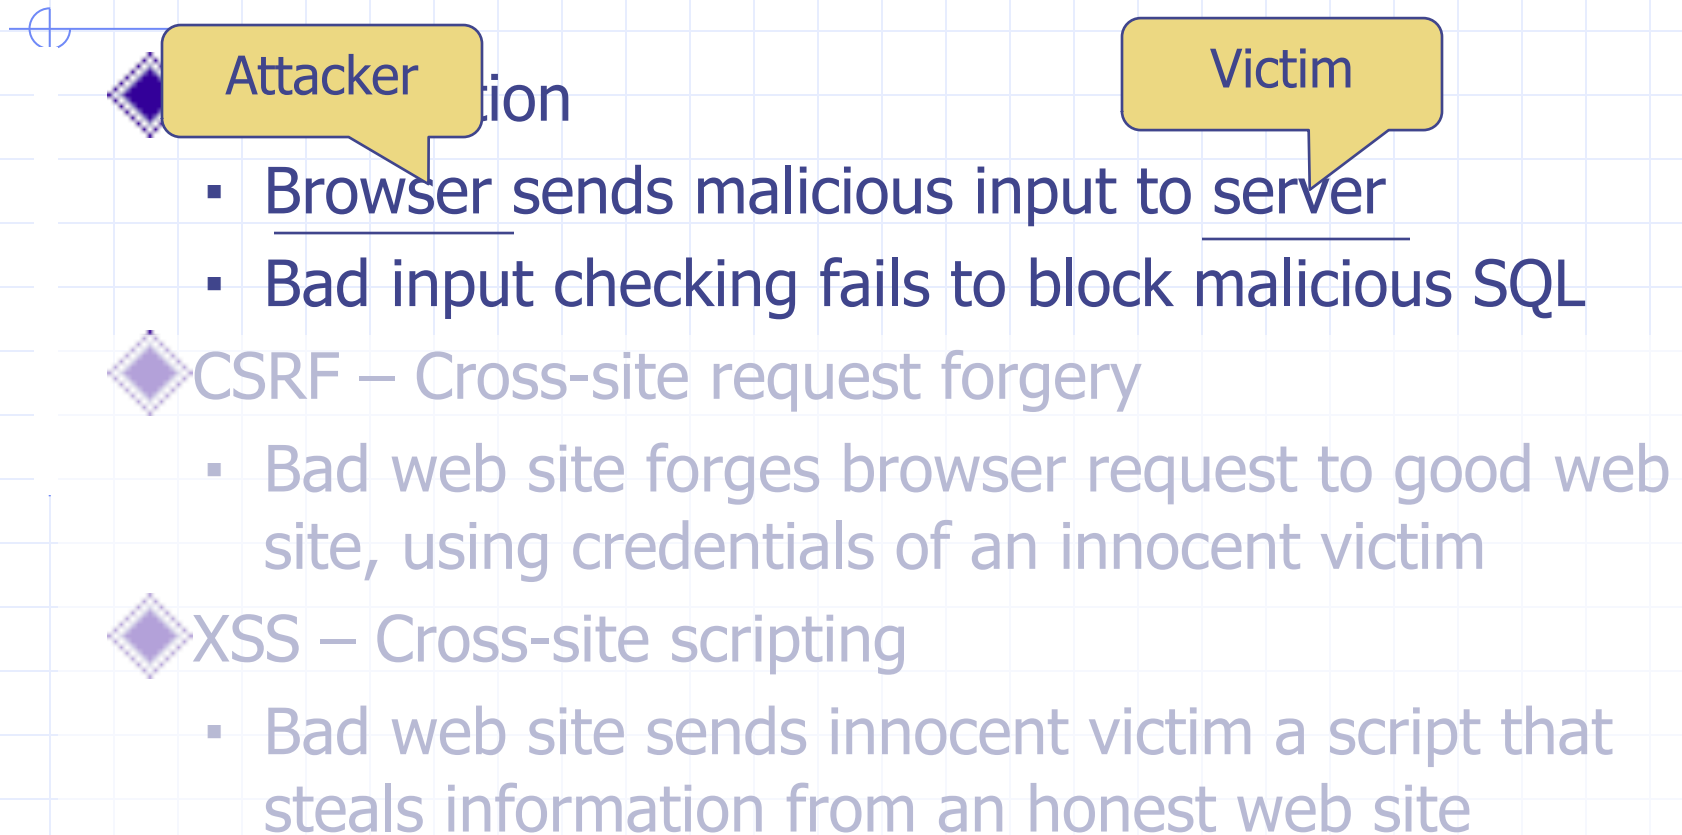 Attacker
Victim
tion
Browser sends malicious input to server
Bad input checking fails to block malicious SQL
CSRF – Cross-site request forgery
Bad web site forges browser request to good web
site, using credentials of an innocent victim
XSS – Cross-site scripting
Bad web site sends innocent victim a script that
steals information from an honest web site